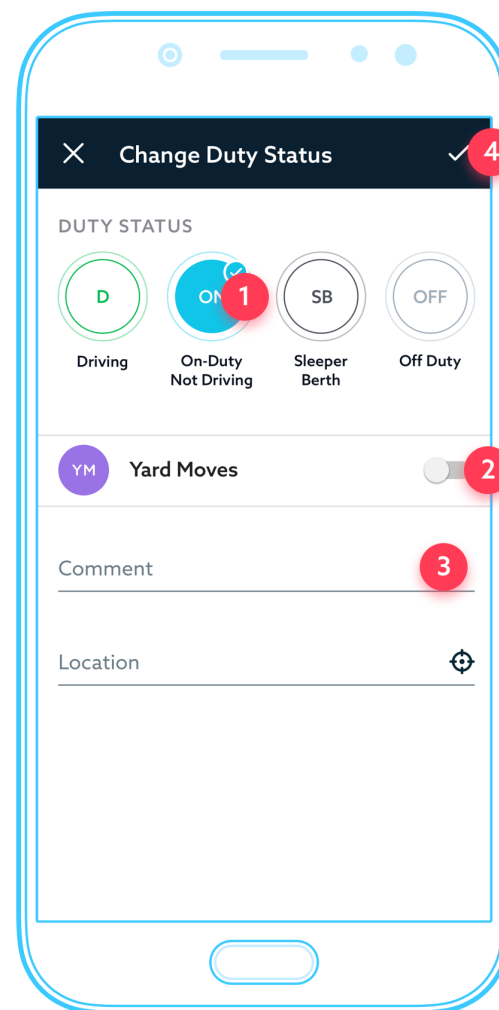 Change Duty Status
4
DUTY STATUS
D
ON
1
SB
OFF
Driving
On-Duty
Not Driving
Sleeper
Berth
Off Duty
YM
Yard Moves
2
Comment
3
Location